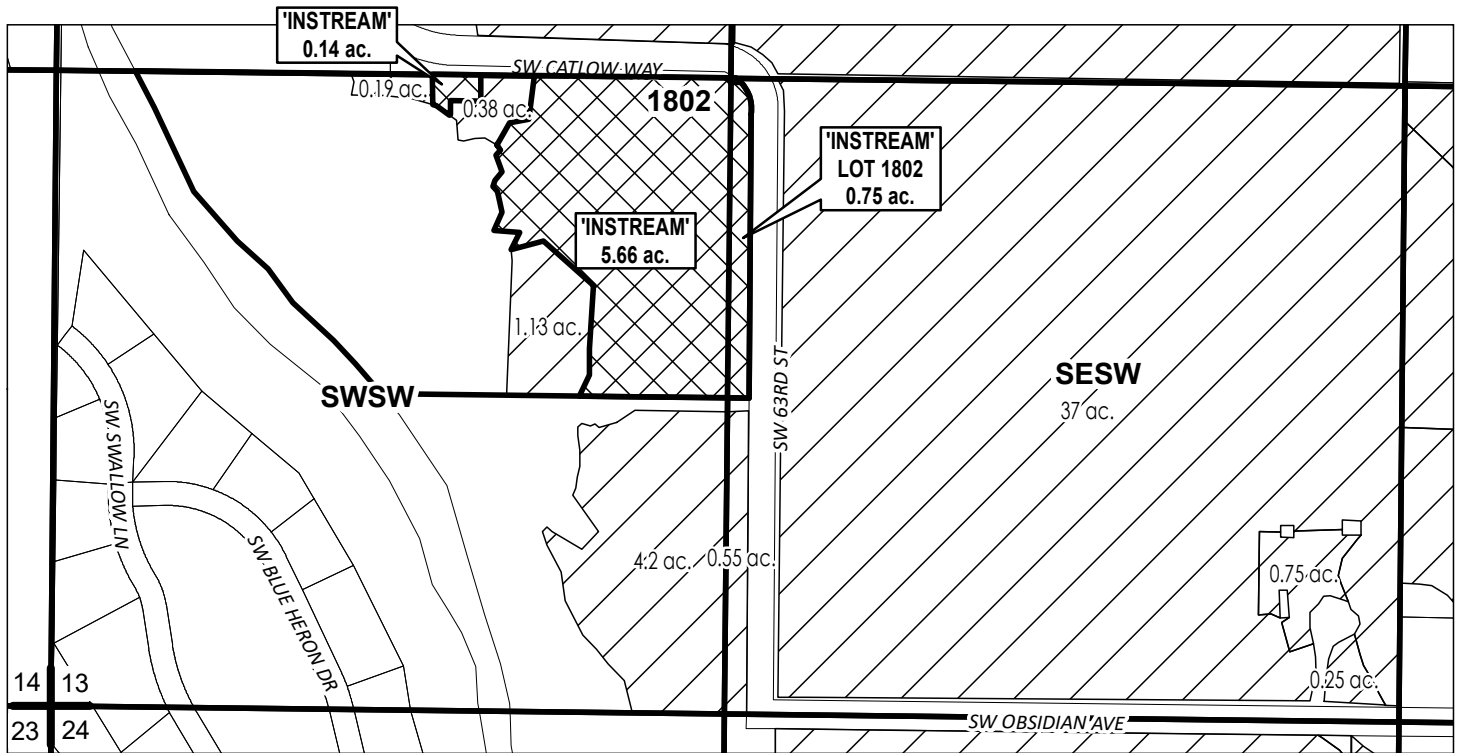 'INSTREAM'
0.14 ac.
SW CATLOW WAY
0.19 ac.
0.38 ac.
1802
'INSTREAM'
LOT 1802
0.75 ac.
'INSTREAM'
5.66 ac.
1.13 ac.
SWSW
SW 63RD ST
SESW
37 ac.
SW SWALLOW LN
SW BLUE HERON DR
4.2 ac.
0.55 ac.
0.75 ac.
0.25 ac.
14
13
23
24
SW OBSIDIAN AVE